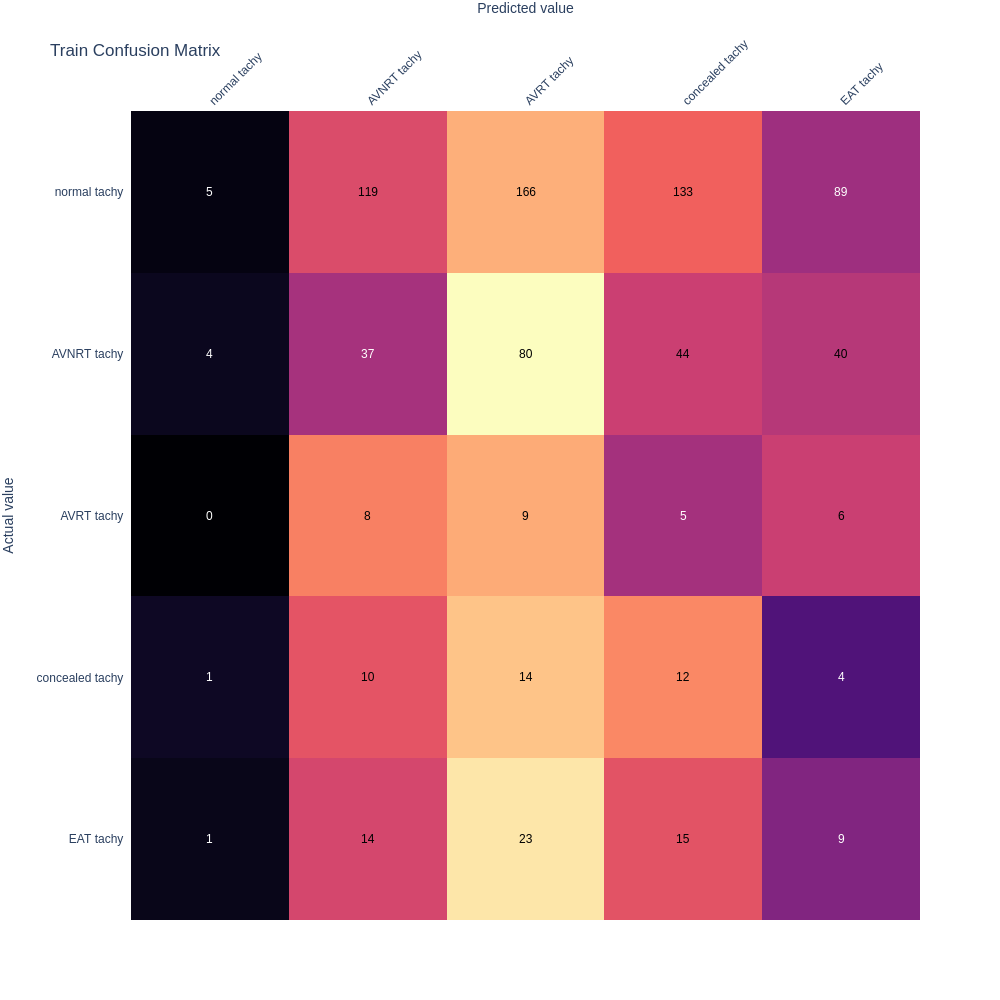 Predicted value
Train Confusion Matrix
normal tachy
AVNRT tachy
AVRT tachy
concealed tachy
EAT tachy
normal tachy 5 119 166 133 89
AVNRT tachy 4 37 80 44 40
AVRT tachy 0 8 9 5 6
concealed tachy 1 10 14 12 4
EAT tachy 1 14 23 15 9
Actual value